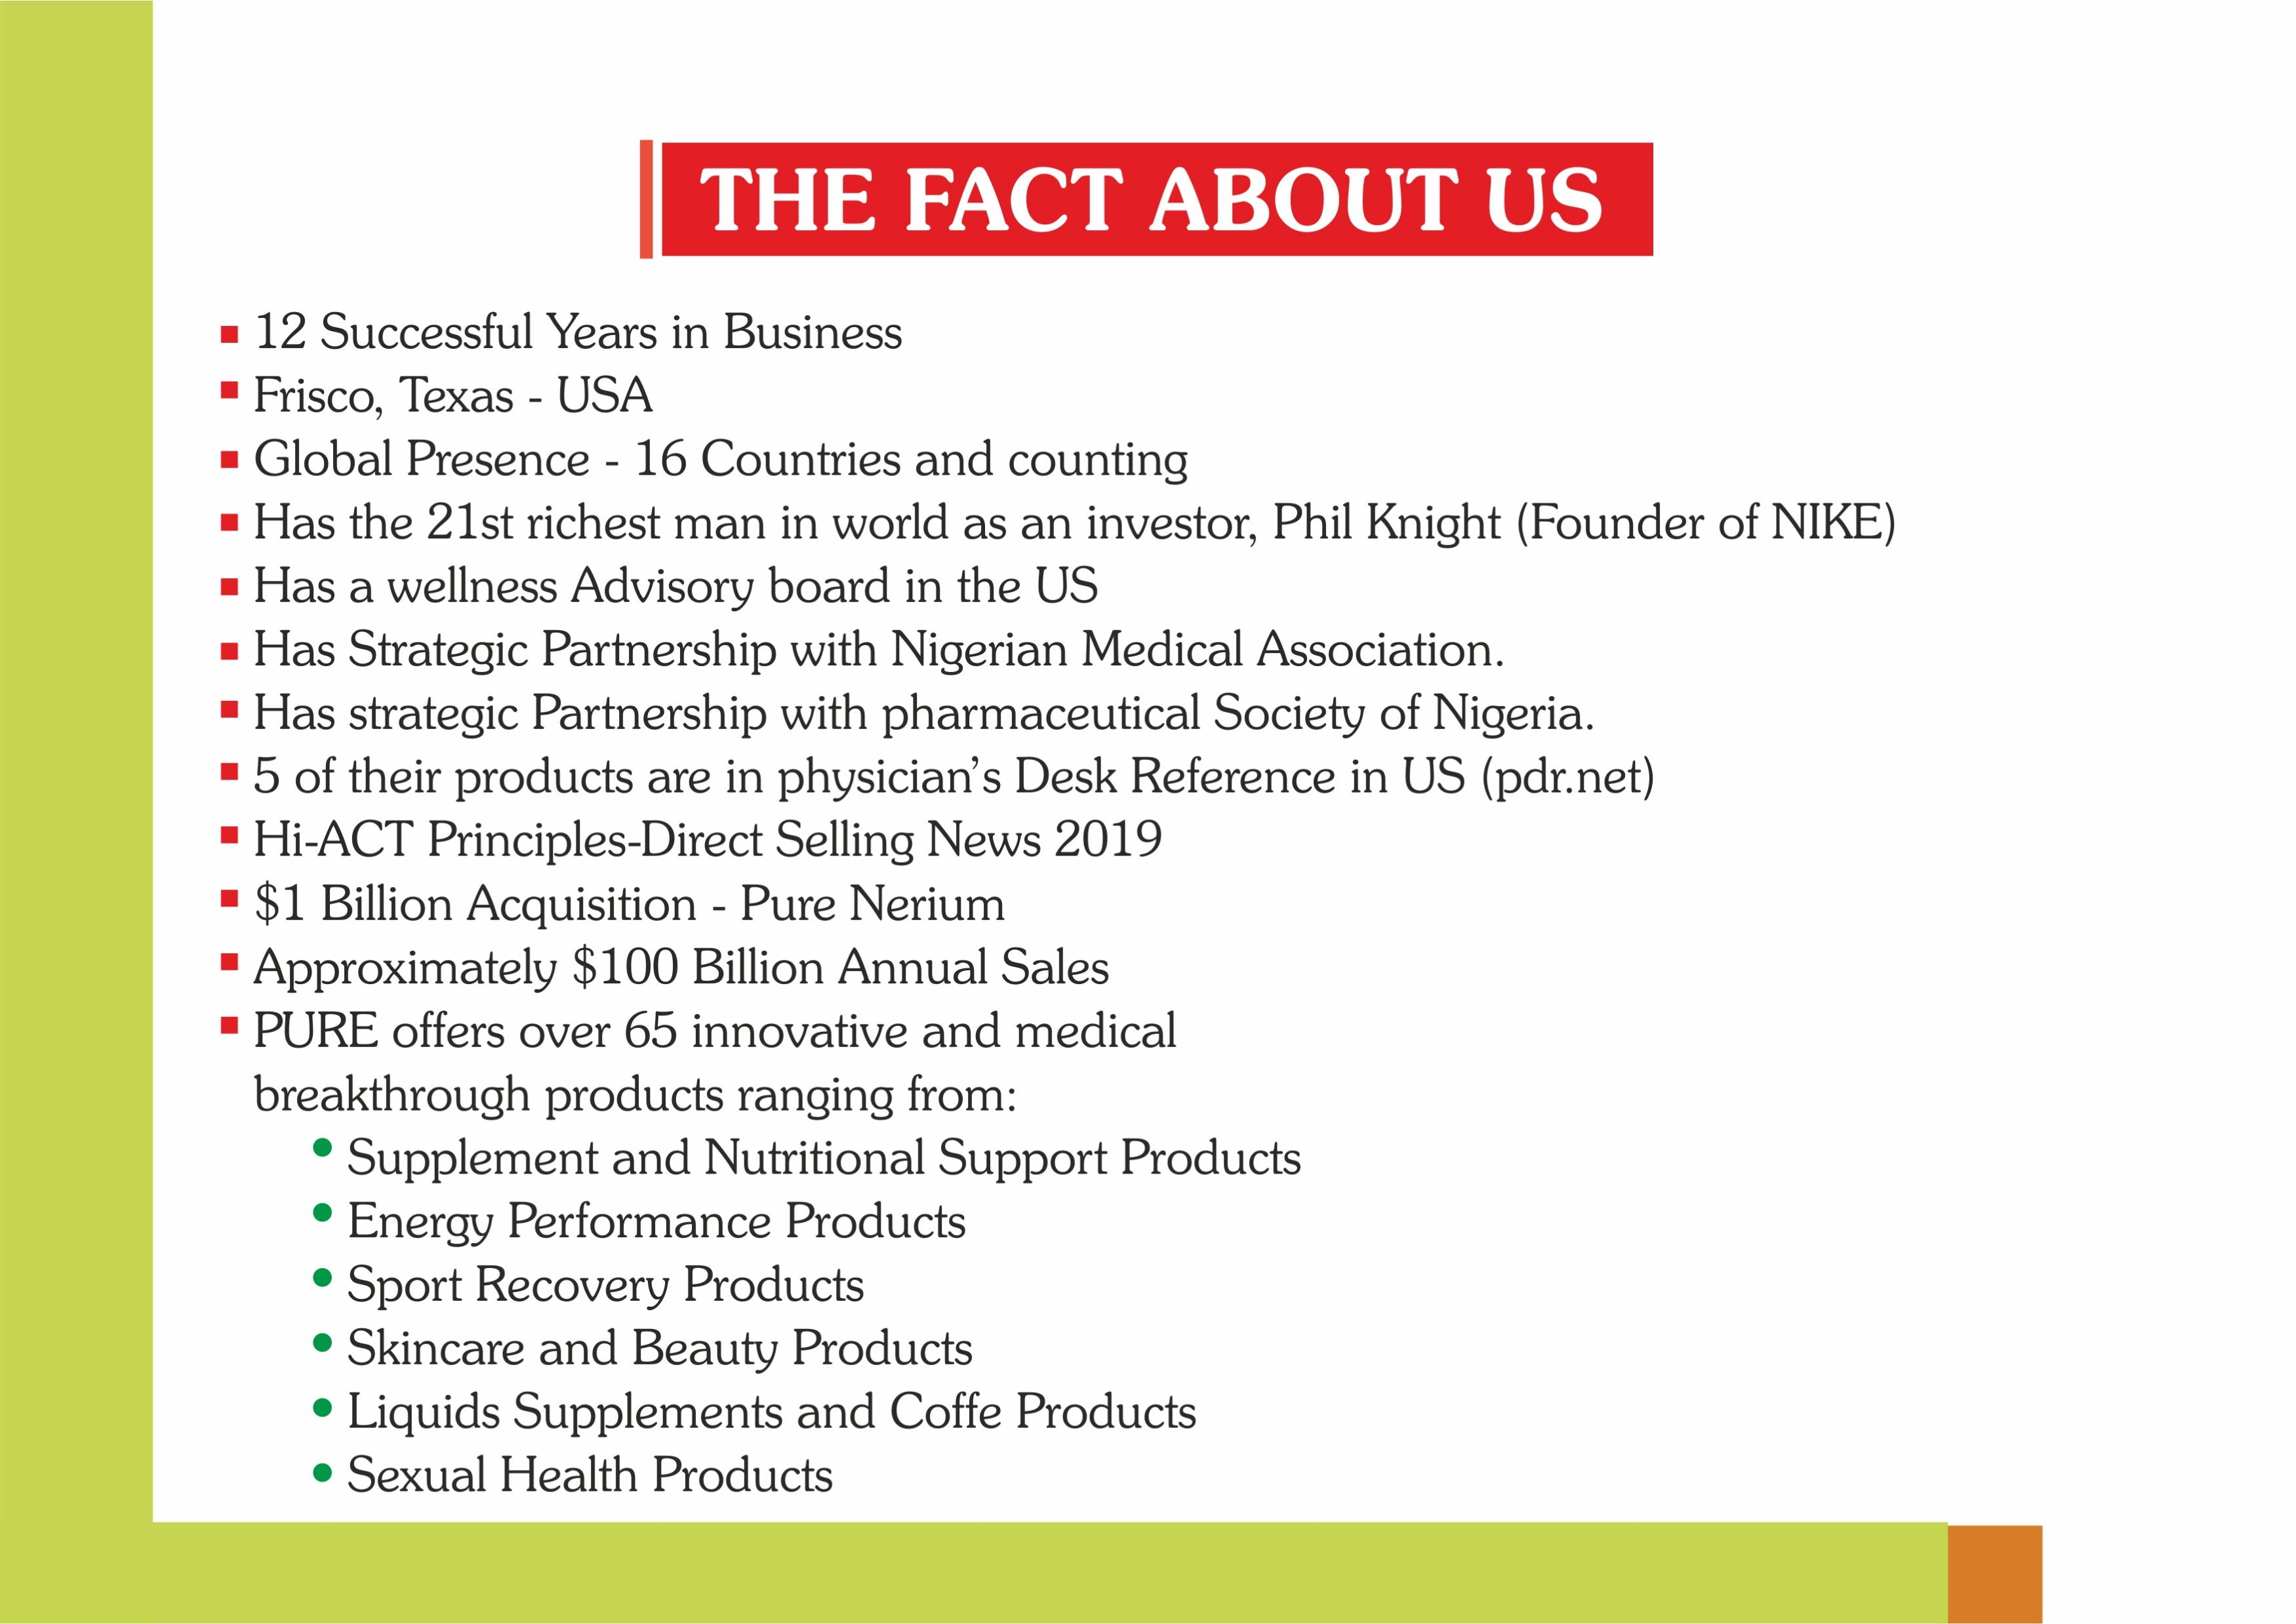 THE FACT ABOUT US
12 Successful Years in Business
Frisco, Texas - USA
Global Presence - 16 Countries and counting
Has the 21st richest man in world as an investor, Phil Knight (Founder of NIKE)
Has a wellness Advisory board in the US
Has Strategic Partnership with Nigerian Medical Association.
Has strategic Partnership with pharmaceutical Society of Nigeria.
5 of their products are in physician’s Desk Reference in US (pdr.net)
Hi-ACT Principles-Direct Selling News 2019
$1 Billion Acquisition - Pure Nerium
Approximately $100 Billion Annual Sales
PURE offers over 65 innovative and medical
breakthrough products ranging from:
Supplement and Nutritional Support Products
Energy Performance Products
Sport Recovery Products
Skincare and Beauty Products
Liquids Supplements and Coffe Products
Sexual Health Products